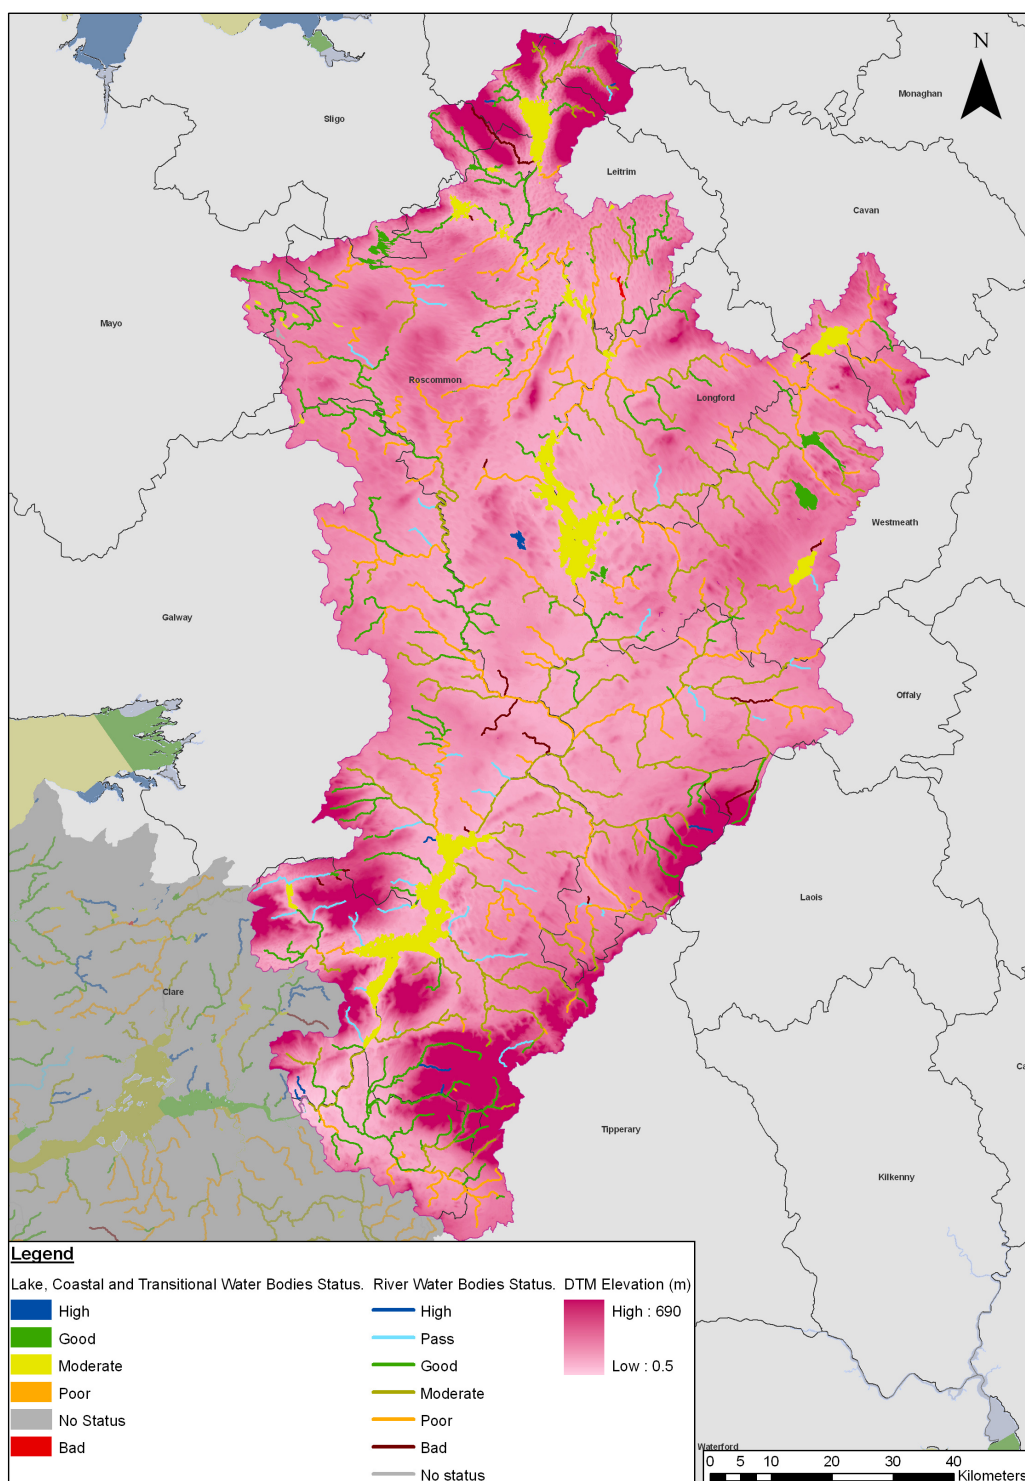 N
Monaghan
Sligo
Leitrim
Cavan
Mayo
Roscommon
Longford
Westmeath
Galway
Offaly
Laois
Clare
Ca
Tipperary
Kilkenny
Waterford
Legend
Lake, Coastal and Transitional Water Bodies Status.
High
Good
Moderate
Poor
No Status
Bad
River Water Bodies Status.
High
Pass
Good
Moderate
Poor
Bad
No status
DTM Elevation (m)
High : 690
Low : 0.5
0 5 10 20 30 40
Kilometers